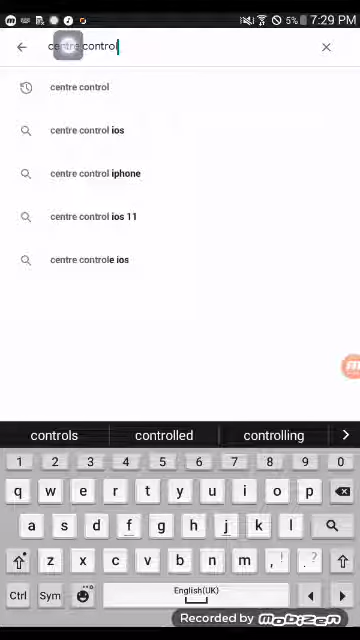 5% 7:29 PM
centre control
centre control
centre control ios
centre control iphone
centre control ios 11
centre controle ios
controls controlled controlling
1 2 3 4 5 6 7 8 9 0
q w e r t y u i o p
a s d f g h j k l
z x c v b n m , ! . ?
Ctrl Sym English(UK)
Recorded by mobizen